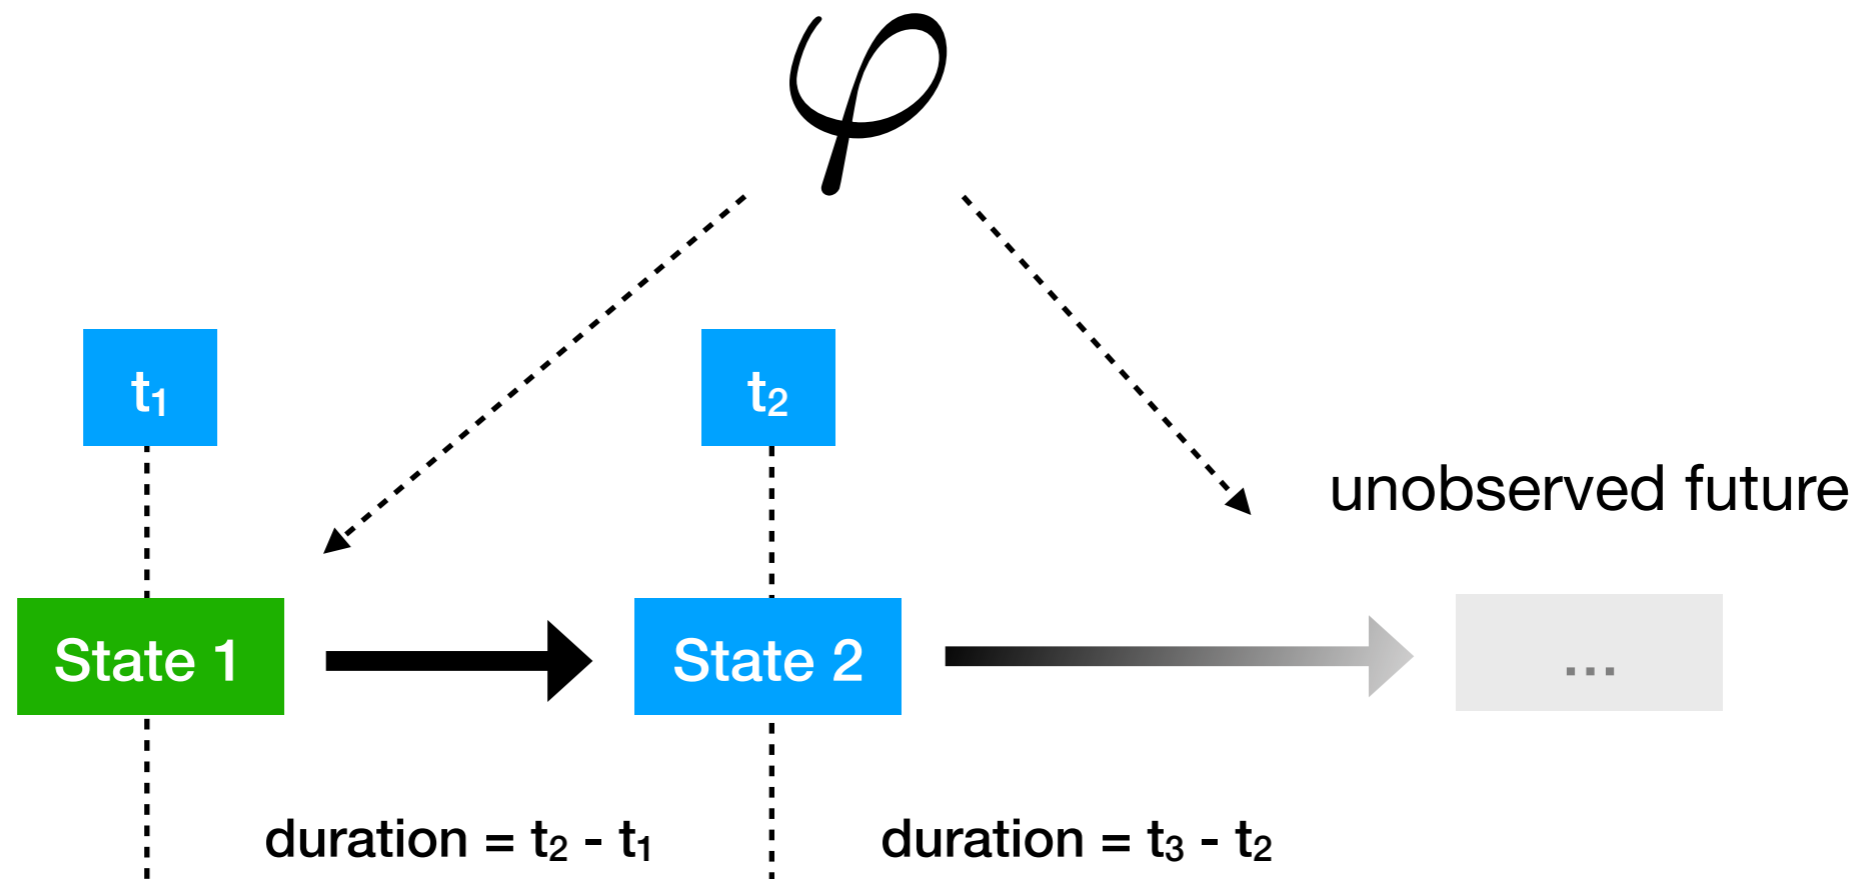 φ
t₁
t₂
unobserved future
State 1
State 2
...
duration = t₂ - t₁
duration = t₃ - t₂